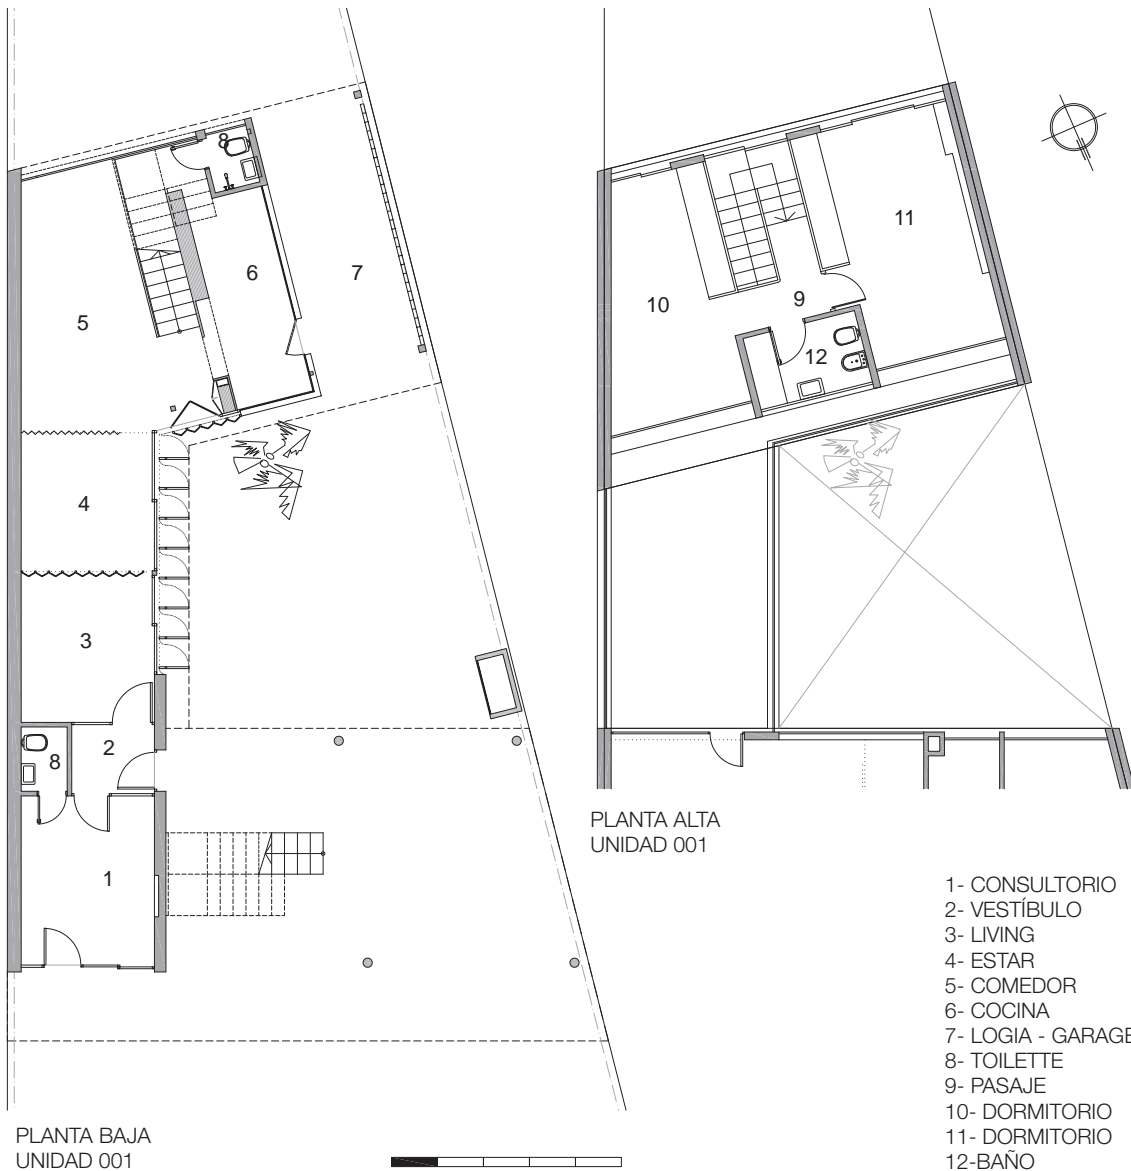 8
11
6
7
10
9
5
12
4
3
2
8
1
PLANTA ALTA
UNIDAD 001
1- CONSULTORIO
2- VESTÍBULO
3- LIVING
4- ESTAR
5- COMEDOR
6- COCINA
7- LOGIA - GARAGE
8- TOILETTE
9- PASAJE
10- DORMITORIO
11- DORMITORIO
12-BAÑO
PLANTA BAJA
UNIDAD 001